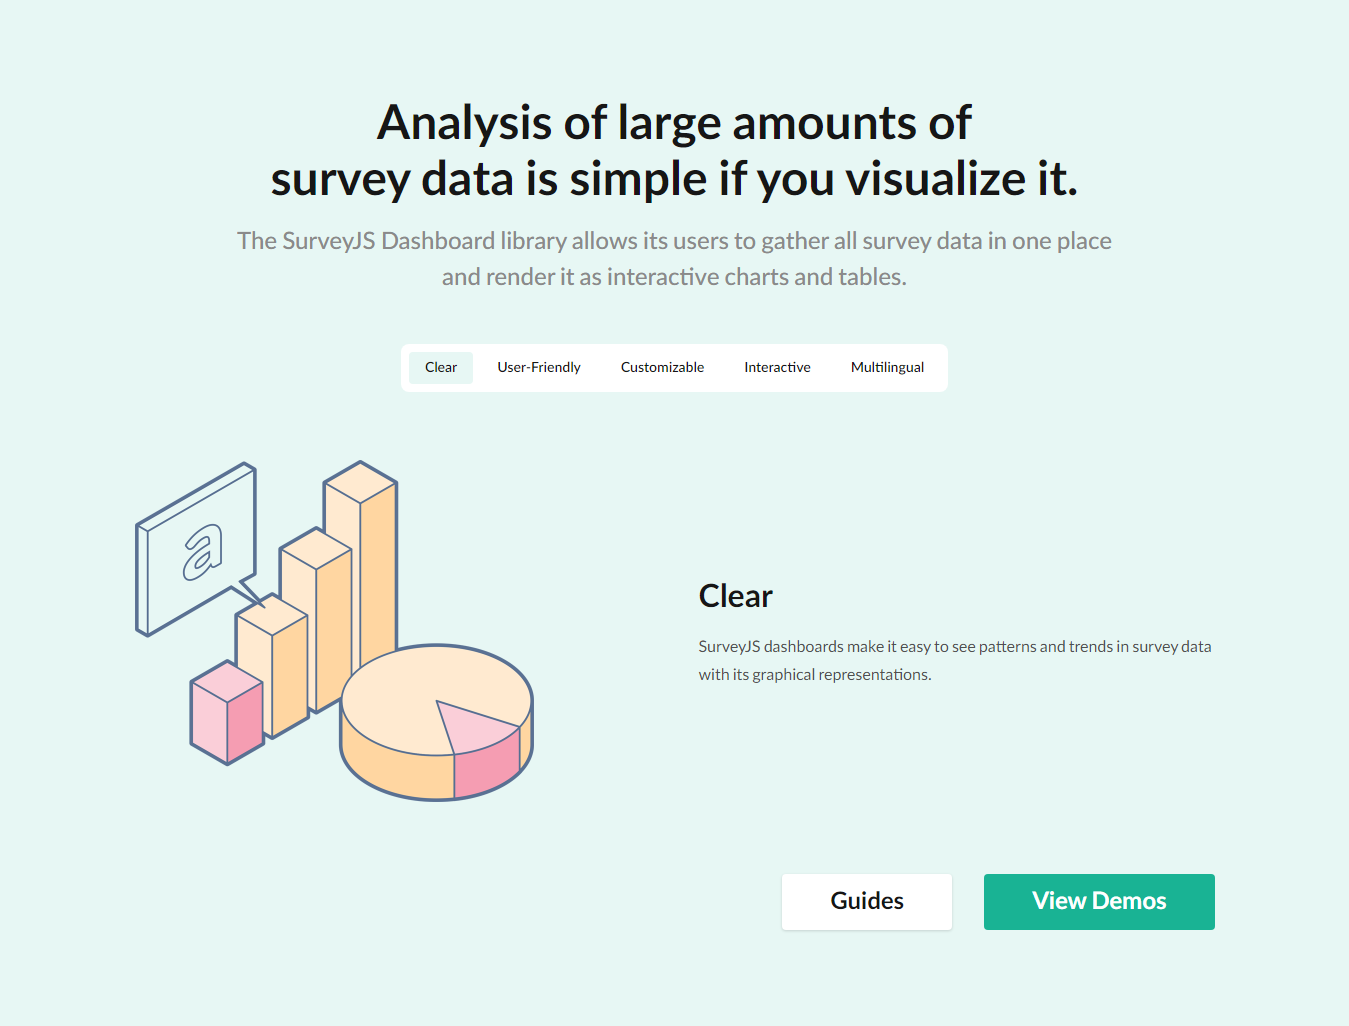 Analysis of large amounts of
survey data is simple if you visualize it.
The SurveyJS Dashboard library allows its users to gather all survey data in one place
and render it as interactive charts and tables.
Clear User-Friendly Customizable Interactive Multilingual
a
Clear
SurveyJS dashboards make it easy to see patterns and trends in survey data
with its graphical representations.
Guides View Demos